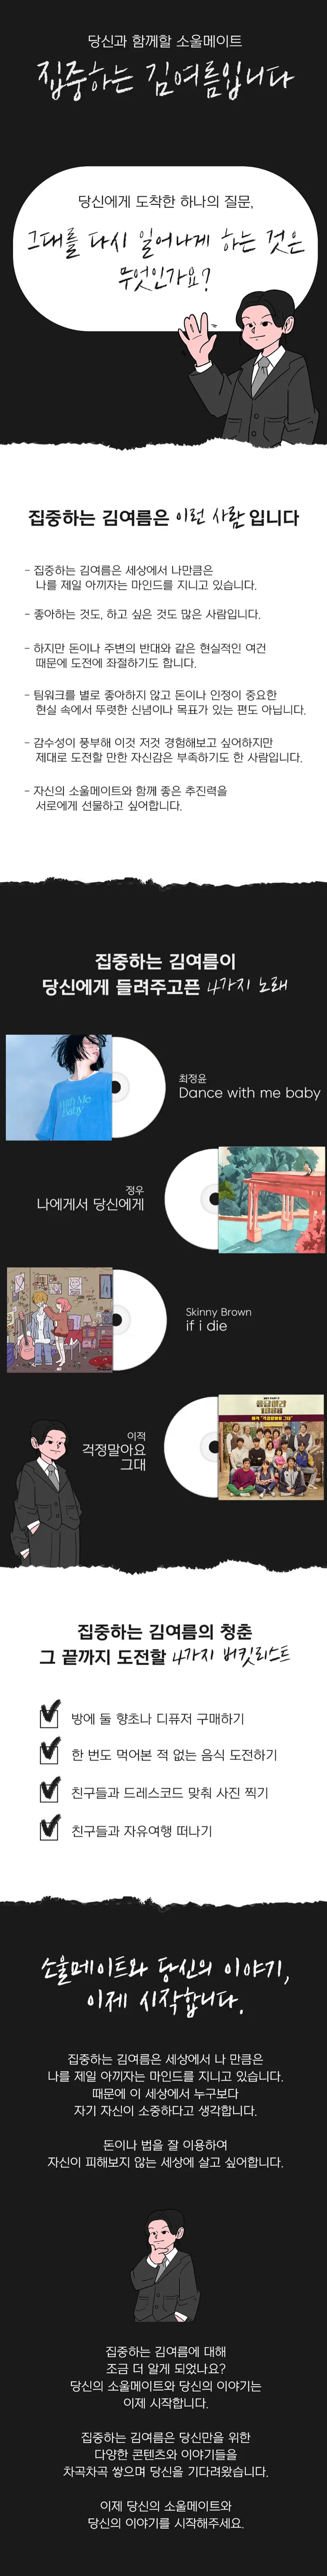 당신과 함께할 소울메이트
집중하는 김여름입니다
당신에게 도착한 하나의 질문,
그대를 다시 일어나게 하는 것은
무엇인가요?
집중하는 김여름은 이런 사람 입니다
- 집중하는 김여름은 세상에서 나만큼은
나를 제일 아끼자는 마인드를 지니고 있습니다.
- 좋아하는 것도, 하고 싶은 것도 많은 사람입니다.
- 하지만 돈이나 주변의 반대와 같은 현실적인 여건
때문에 도전에 좌절하기도 합니다.
- 팀워크를 별로 좋아하지 않고 돈이나 인정이 중요한
현실 속에서 뚜렷한 신념이나 목표가 있는 편도 아닙니다.
- 감수성이 풍부해 이것 저것 경험해보고 싶어하지만
제대로 도전할 만한 자신감은 부족하기도 한 사람입니다.
- 자신의 소울메이트와 함께 좋은 추진력을
서로에게 선물하고 싶어합니다.
집중하는 김여름이
당신에게 들려주고픈 4가지 노래
With Me
Baby
최정윤
Dance with me baby
정우
나에게서 당신에게
Skinny Brown
if i die
이적
걱정말아요
그대
응답하라
1988
집중하는 김여름의 청춘
그 끝까지 도전할 4가지 버킷리스트
방에 둘 향초나 디퓨저 구매하기
한 번도 먹어본 적 없는 음식 도전하기
친구들과 드레스코드 맞춰 사진 찍기
친구들과 자유여행 떠나기
소울메이트와 당신의 이야기,
이제 시작합니다.
집중하는 김여름은 세상에서 나 만큼은
나를 제일 아끼자는 마인드를 지니고 있습니다.
때문에 이 세상에서 누구보다
자기 자신이 소중하다고 생각합니다.
돈이나 법을 잘 이용하여
자신이 피해보지 않는 세상에 살고 싶어합니다.
집중하는 김여름에 대해
조금 더 알게 되었나요?
당신의 소울메이트와 당신의 이야기는
이제 시작합니다.
집중하는 김여름은 당신만을 위한
다양한 콘텐츠와 이야기들을
차곡차곡 쌓으며 당신을 기다려왔습니다.
이제 당신의 소울메이트와
당신의 이야기를 시작해주세요.